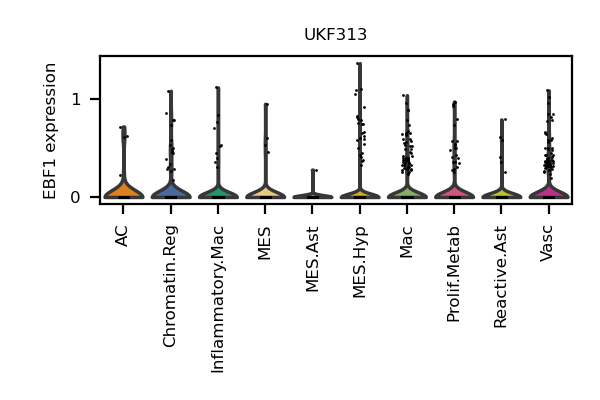 UKF313
EBF1 expression
1
0
AC
Chromatin.Reg
Inflammatory.Mac
MES
MES.Ast
MES.Hyp
Mac
Prolif.Metab
Reactive.Ast
Vasc